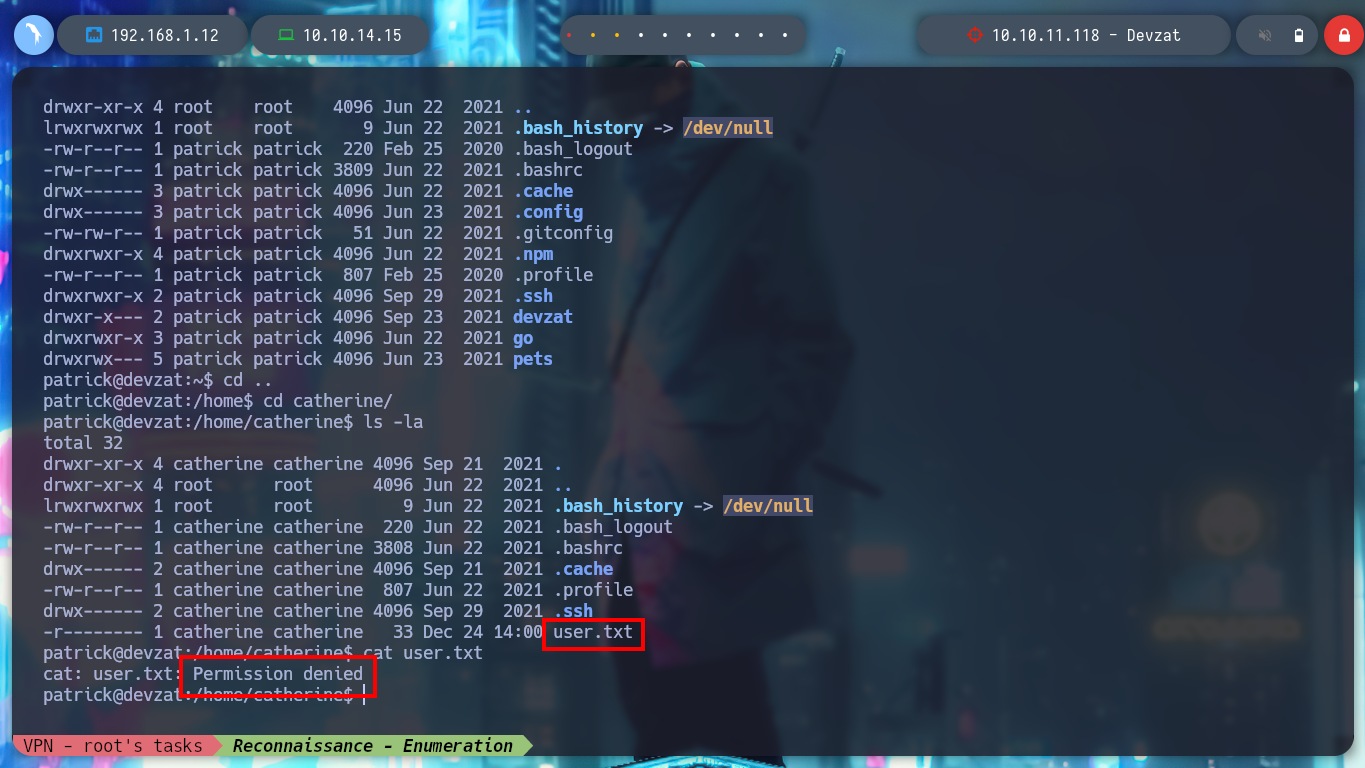 192.168.1.12 10.10.14.15 10.10.11.118 - Devzat
drwxr-xr-x 4 root    root    4096 Jun 22  2021 ..
lrwxrwxrwx 1 root    root       9 Jun 22  2021 .bash_history -> /dev/null
-rw-r--r-- 1 patrick patrick  220 Feb 25  2020 .bash_logout
-rw-r--r-- 1 patrick patrick 3809 Jun 22  2021 .bashrc
drwx------ 3 patrick patrick 4096 Jun 22  2021 .cache
drwx------ 3 patrick patrick 4096 Jun 23  2021 .config
-rw-rw-r-- 1 patrick patrick   51 Jun 22  2021 .gitconfig
drwxrwxr-x 4 patrick patrick 4096 Jun 22  2021 .npm
-rw-r--r-- 1 patrick patrick  807 Feb 25  2020 .profile
drwxrwxr-x 2 patrick patrick 4096 Sep 29  2021 .ssh
drwxr-x--- 2 patrick patrick 4096 Sep 23  2021 devzat
drwxrwxr-x 3 patrick patrick 4096 Jun 22  2021 go
drwxrwx--- 5 patrick patrick 4096 Jun 23  2021 pets
patrick@devzat:~$ cd ..
patrick@devzat:/home$ cd catherine/
patrick@devzat:/home/catherine$ ls -la
total 32
drwxr-xr-x 4 catherine catherine 4096 Sep 21  2021 .
drwxr-xr-x 4 root      root      4096 Jun 22  2021 ..
lrwxrwxrwx 1 root      root         9 Jun 22  2021 .bash_history -> /dev/null
-rw-r--r-- 1 catherine catherine  220 Jun 22  2021 .bash_logout
-rw-r--r-- 1 catherine catherine 3808 Jun 22  2021 .bashrc
drwx------ 2 catherine catherine 4096 Sep 21  2021 .cache
-rw-r--r-- 1 catherine catherine  807 Jun 22  2021 .profile
drwx------ 2 catherine catherine 4096 Sep 29  2021 .ssh
-r-------- 1 catherine catherine   33 Dec 24 14:00 user.txt
patrick@devzat:/home/catherine$ cat user.txt
cat: user.txt: Permission denied
patrick@devzat:/home/catherine$
VPN - root's tasks Reconnaissance - Enumeration